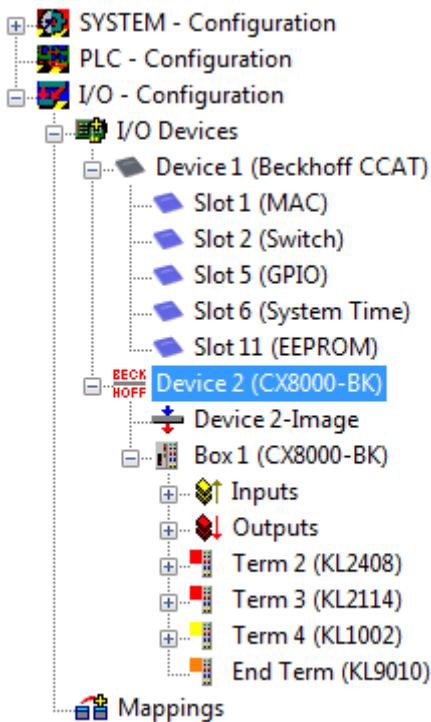 SYSTEM - Configuration
PLC - Configuration
I/O - Configuration
I/O Devices
Device 1 (Beckhoff CCAT)
Slot 1 (MAC)
Slot 2 (Switch)
Slot 5 (GPIO)
Slot 6 (System Time)
Slot 11 (EEPROM)
BECK
HOFF
Device 2 (CX8000-BK)
Device 2-Image
Box 1 (CX8000-BK)
Inputs
Outputs
Term 2 (KL2408)
Term 3 (KL2114)
Term 4 (KL1002)
End Term (KL9010)
Mappings